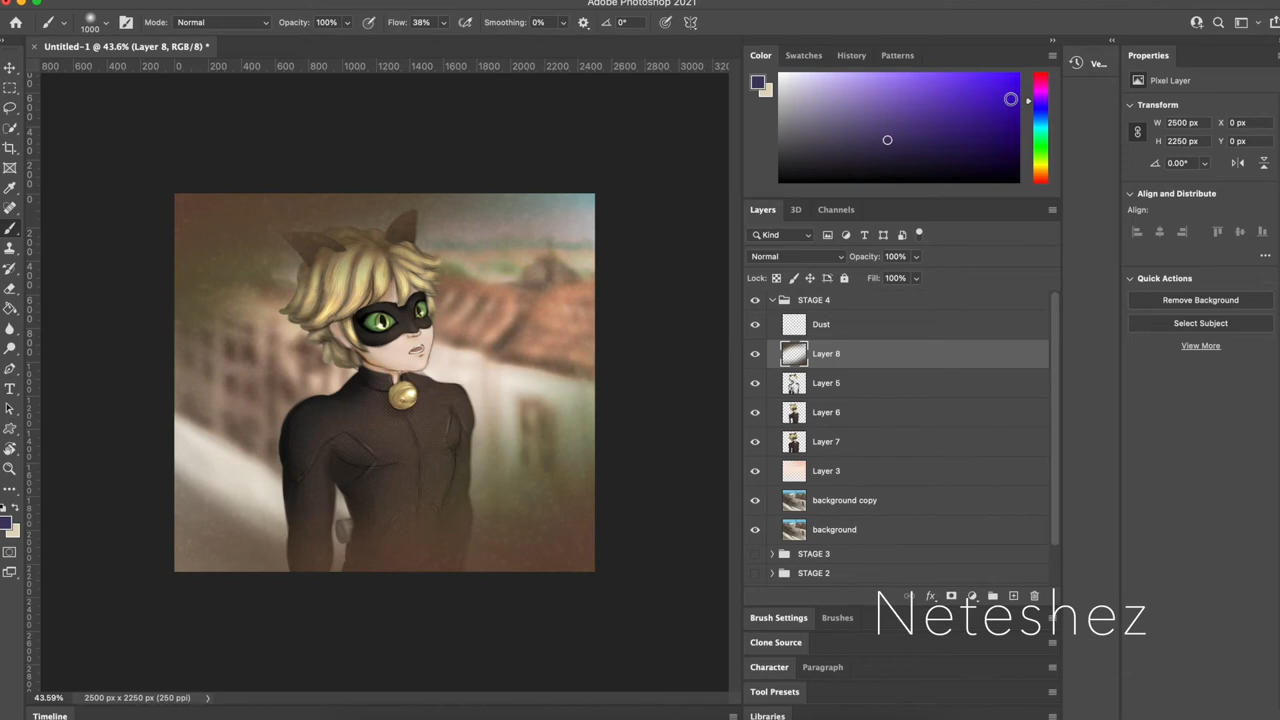 Adobe Photoshop 2021
1000 Mode: Normal Opacity: 100% Flow: 38% Smoothing: 0% 0°
Untitled-1 @ 43.6% (Layer 8, RGB/8) *
800 600 400 200 0 200 400 600 800 1000 1200 1400 1600 1800 2000 2200 2400 2600 2800 3000
Color Swatches History Patterns
Ve...
Properties
Pixel Layer
Transform
W 2500 px X 0 px
H 2250 px Y 0 px
0.00°
Align and Distribute
Align:
Quick Actions
Remove Background
Select Subject
View More
Layers 3D Channels
Kind
Normal Opacity: 100%
Lock: Fill: 100%
STAGE 4
Dust
Layer 8
Layer 5
Layer 6
Layer 7
Layer 3
background copy
background
STAGE 3
STAGE 2
fx
Neteshez
Brush Settings Brushes
Clone Source
Character Paragraph
Tool Presets
Libraries
43.59% 2500 px x 2250 px (250 ppi)
Timeline